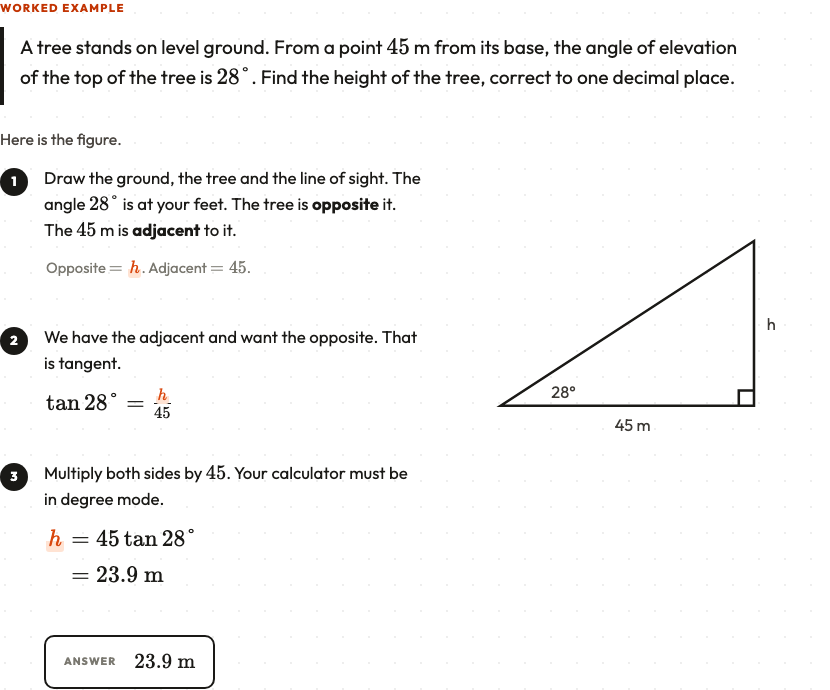 WORKED EXAMPLE
A tree stands on level ground. From a point 45 m from its base, the angle of elevation
of the top of the tree is 28°. Find the height of the tree, correct to one decimal place.
Here is the figure.
1 Draw the ground, the tree and the line of sight. The
angle 28° is at your feet. The tree is opposite it.
The 45 m is adjacent to it.
Opposite = h. Adjacent = 45.
2 We have the adjacent and want the opposite. That
is tangent.
tan 28° = h/45
3 Multiply both sides by 45. Your calculator must be
in degree mode.
h = 45 tan 28°
= 23.9 m
ANSWER 23.9 m
h
28°
45 m